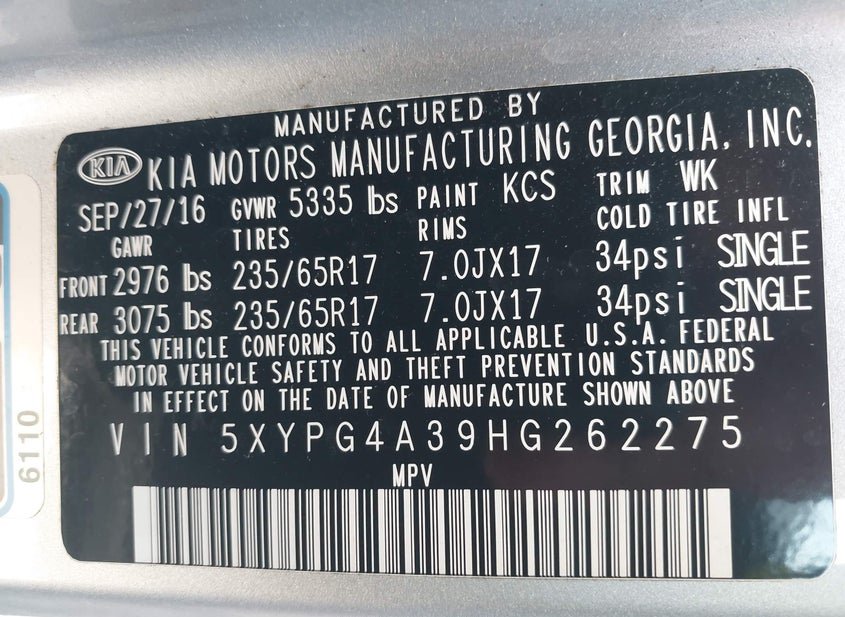 MANUFACTURED BY
KIA KIA MOTORS MANUFACTURING GEORGIA, INC.
SEP/27/16 GVWR 5335 lbs PAINT KCS TRIM WK
GAWR TIRES RIMS COLD TIRE INFL
FRONT 2976 lbs 235/65R17 7.0JX17 34psi SINGLE
REAR 3075 lbs 235/65R17 7.0JX17 34psi SINGLE
THIS VEHICLE CONFORMS TO ALL APPLICABLE U.S.A. FEDERAL
MOTOR VEHICLE SAFETY AND THEFT PREVENTION STANDARDS
IN EFFECT ON THE DATE OF MANUFACTURE SHOWN ABOVE
VIN 5XYPG4A39HG262275
MPV
6110